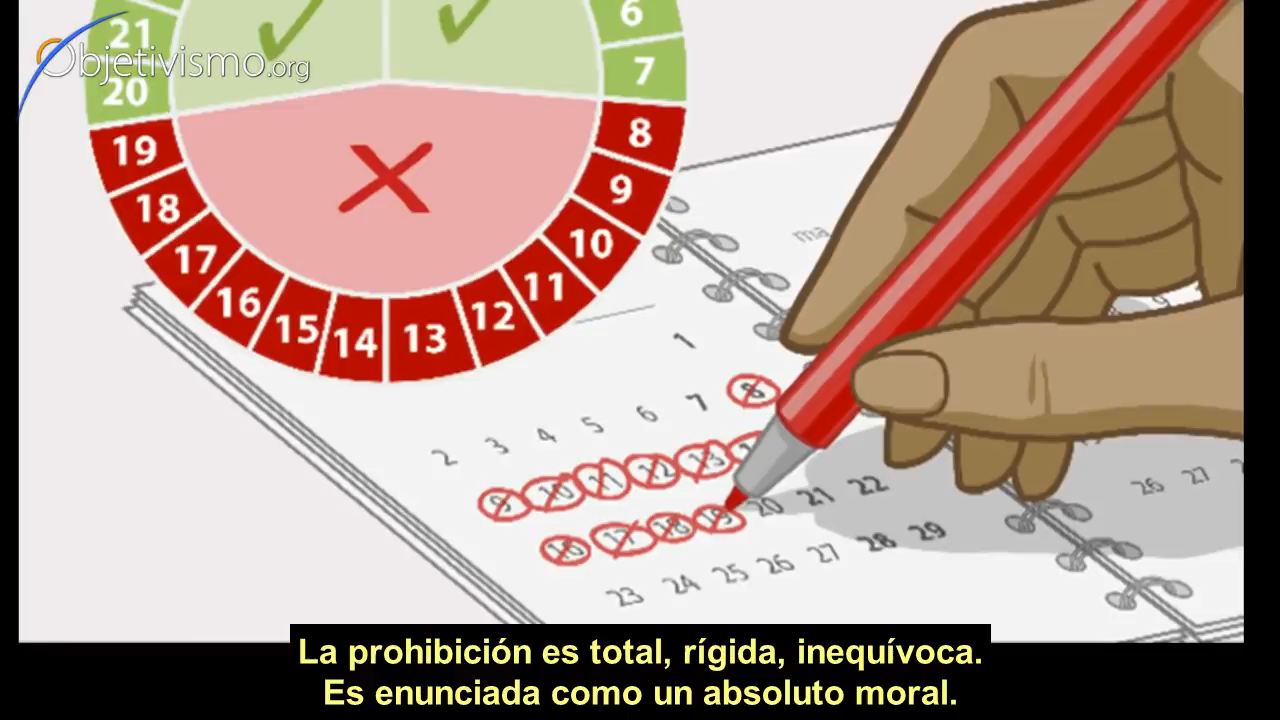 21
20
19
18
17
16
15
14
13
12
11
10
9
8
7
6
Objetivismo.org
1
2 3 4 5 6 7 8
9 10 11 12 13
16 17 18 19 20 21 22
23 24 25 26 27 28 29
26 27
La prohibición es total, rígida, inequívoca.
Es enunciada como un absoluto moral.